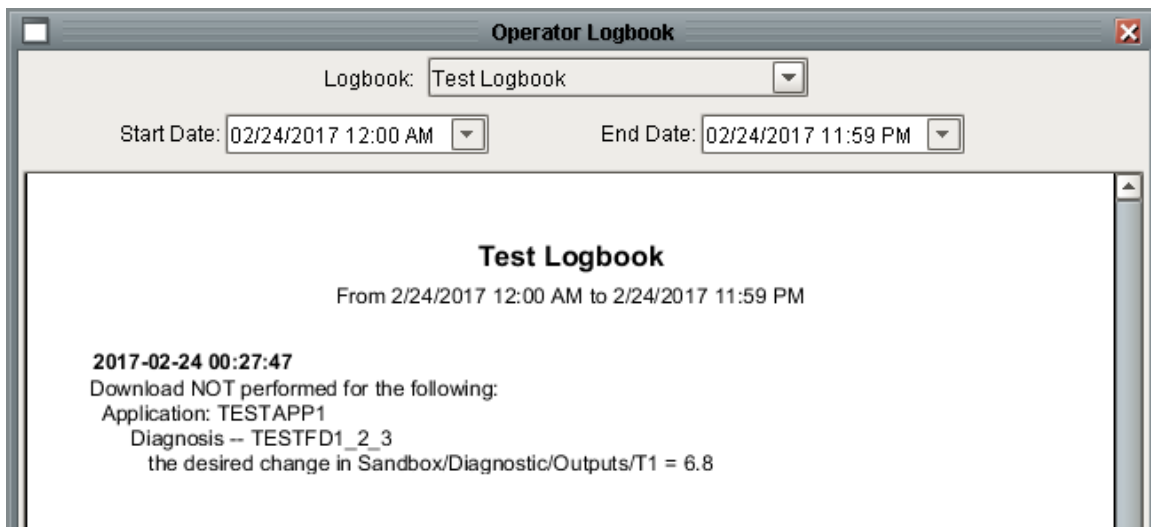 Operator Logbook
Logbook: Test Logbook
Start Date: 02/24/2017 12:00 AM End Date: 02/24/2017 11:59 PM
Test Logbook
From 2/24/2017 12:00 AM to 2/24/2017 11:59 PM
2017-02-24 00:27:47
Download NOT performed for the following:
Application: TESTAPP1
Diagnosis -- TESTFD1_2_3
the desired change in Sandbox/Diagnostic/Outputs/T1 = 6.8